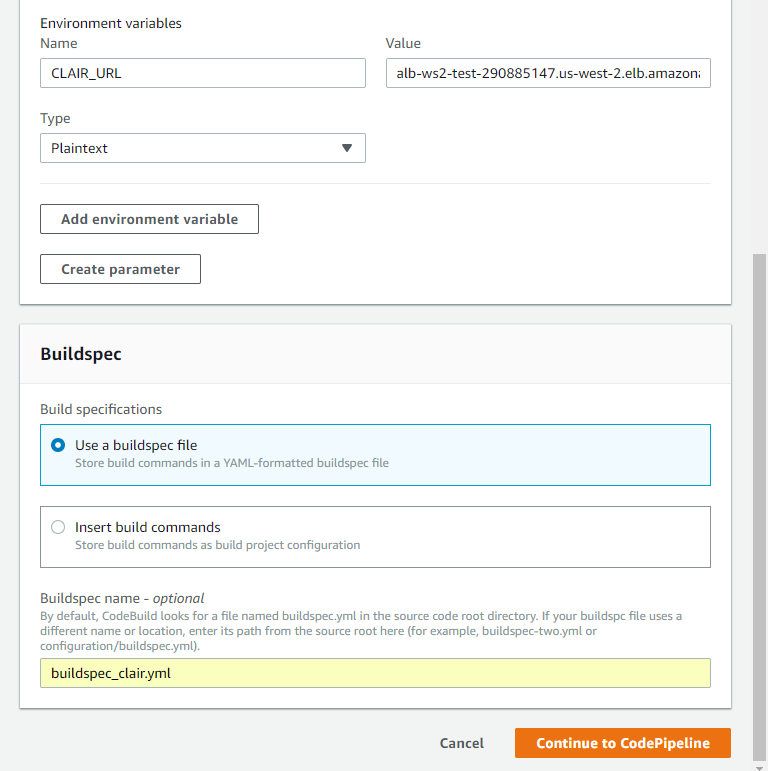 Environment variables
Name
Value
CLAIR_URL
alb-ws2-test-290885147.us-west-2.elb.amazona
Type
Plaintext
Add environment variable
Create parameter
Buildspec
Build specifications
Use a buildspec file
Store build commands in a YAML-formatted buildspec file
Insert build commands
Store build commands as build project configuration
Buildspec name - optional
By default, CodeBuild looks for a file named buildspec.yml in the source code root directory. If your buildspc file uses a
different name or location, enter its path from the source root here (for example, buildspec-two.yml or
configuration/buildspec.yml).
buildspec_clair.yml
Cancel
Continue to CodePipeline